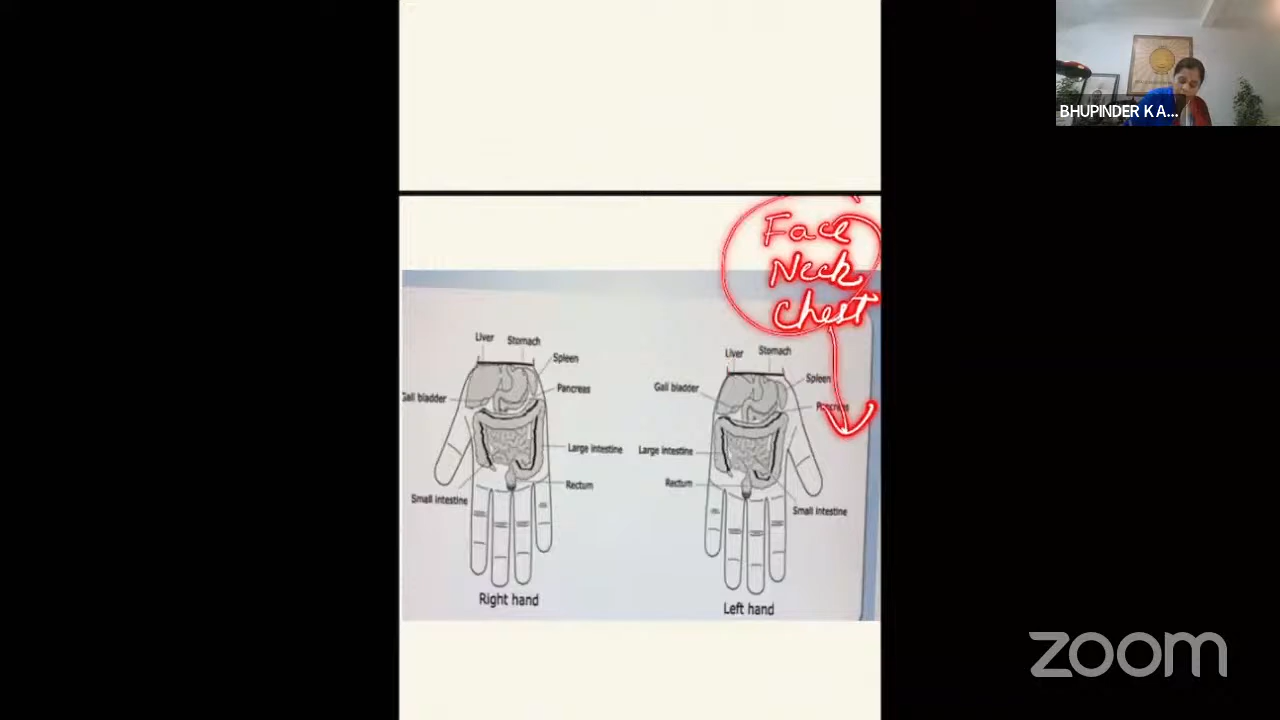 BHUPINDER K A...
Face
Neck
Chest
Liver Stomach
Spleen
Pancreas
Gall bladder
Large intestine
Small intestine
Rectum
Right hand
Liver Stomach
Spleen
Gall bladder
Pancreas
Large intestine
Rectum
Small intestine
Left hand
zoom